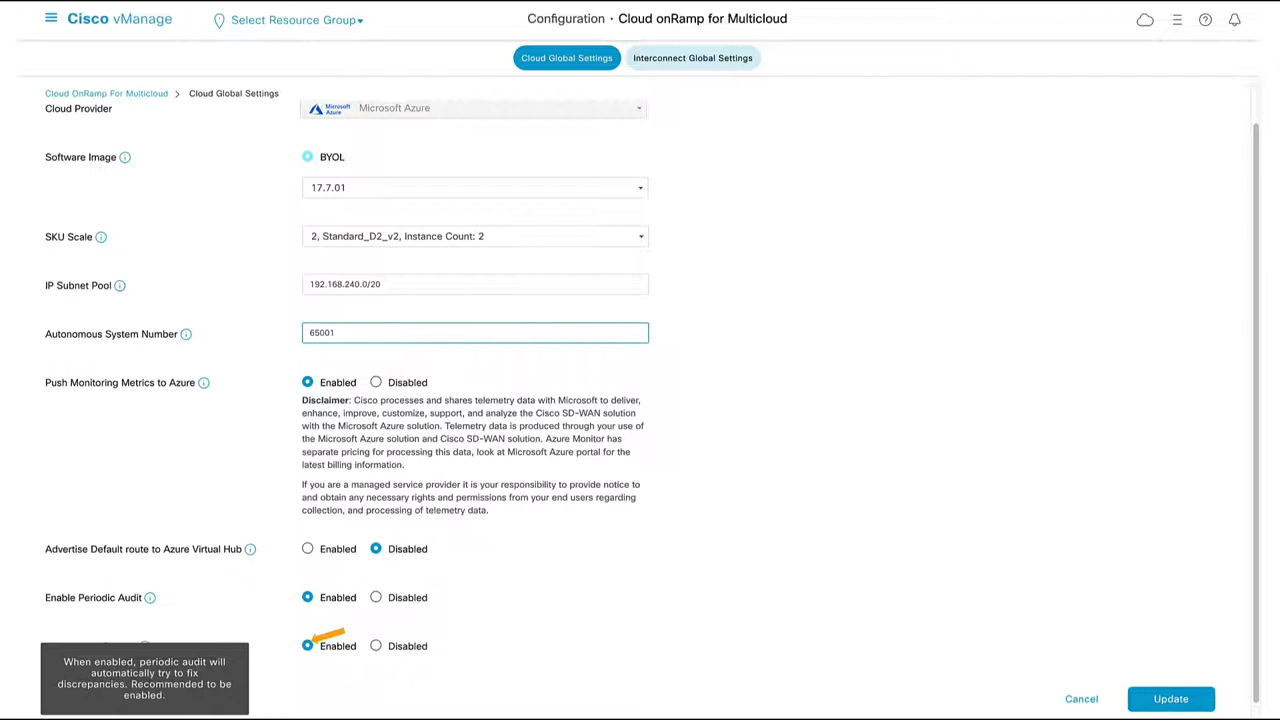 Cisco vManage
Select Resource Group
Configuration · Cloud onRamp for Multicloud
Cloud Global Settings
Interconnect Global Settings
Cloud OnRamp For Multicloud > Cloud Global Settings
Cloud Provider
Microsoft
Azure
Microsoft Azure
Software Image
BYOL
17.7.01
SKU Scale
2, Standard_D2_v2, Instance Count: 2
IP Subnet Pool
192.168.240.0/20
Autonomous System Number
65001
Push Monitoring Metrics to Azure
Enabled Disabled
Disclaimer: Cisco processes and shares telemetry data with Microsoft to deliver,
enhance, improve, customize, support, and analyze the Cisco SD-WAN solution
with the Microsoft Azure solution. Telemetry data is produced through your use of
the Microsoft Azure solution and Cisco SD-WAN solution. Azure Monitor has
separate pricing for processing this data, look at Microsoft Azure portal for the
latest billing information.
If you are a managed service provider it is your responsibility to provide notice to
and obtain any necessary rights and permissions from your end users regarding
collection, and processing of telemetry data.
Advertise Default route to Azure Virtual Hub
Enabled Disabled
Enable Periodic Audit
Enabled Disabled
Enabled Disabled
When enabled, periodic audit will
automatically try to fix
discrepancies. Recommended to be
enabled.
Cancel
Update